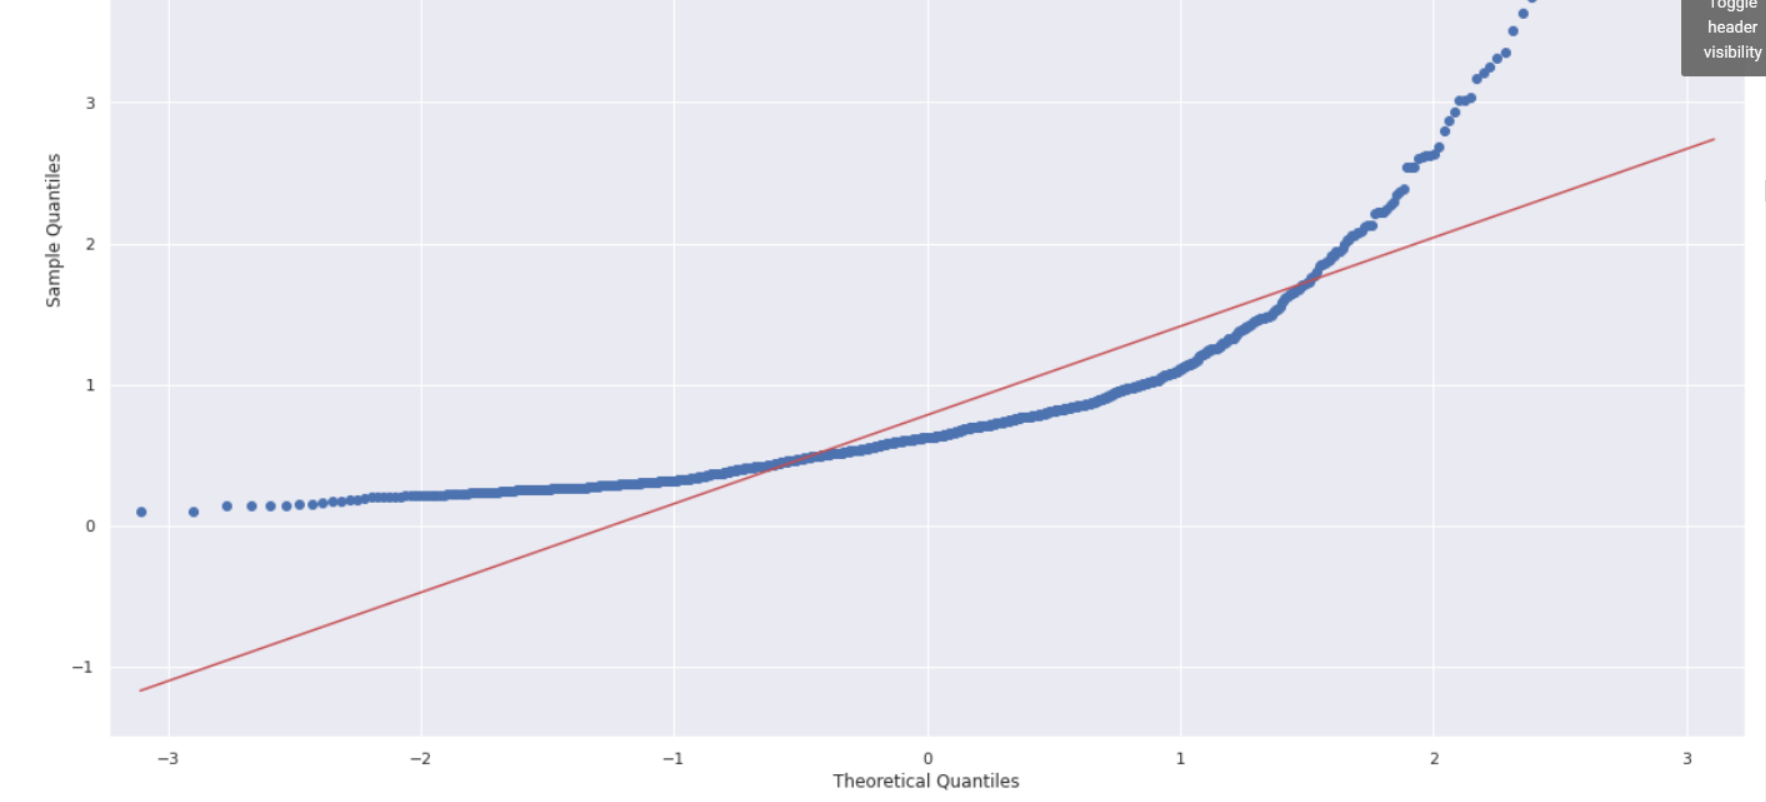 Toggle
header
visibility
3
2
1
0
−1
Sample Quantiles
−3 −2 −1 0 1 2 3
Theoretical Quantiles